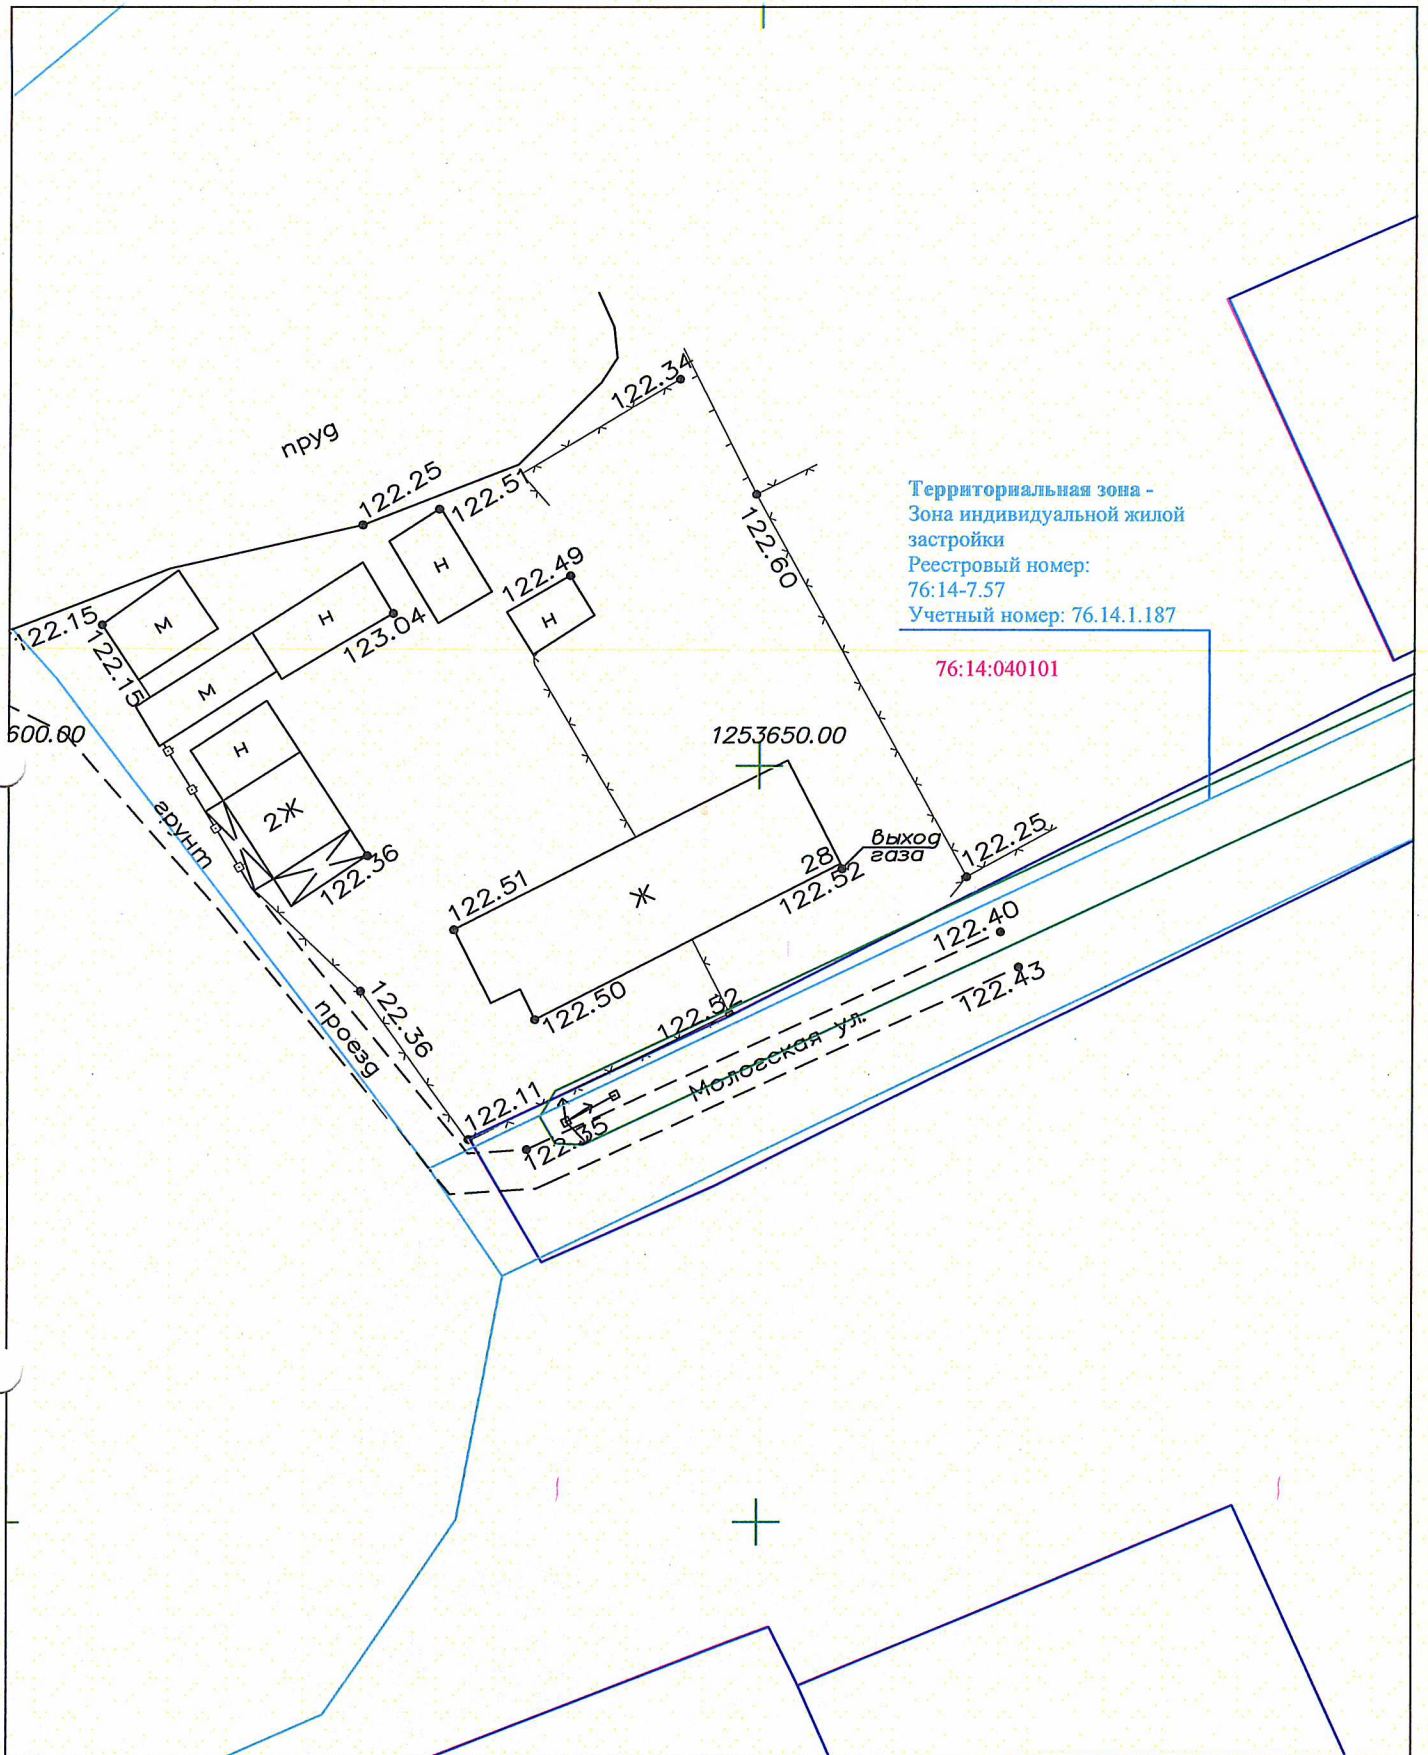 122.34
пруд
122.25
122.51
Территориальная зона -
Зона индивидуальной жилой
застройки
Реестровый номер:
76:14-7.57
Учетный номер: 76.14.1.187
76:14:040101
122.60
122.49
н
н
н
м
122.15
122.15
123.04
м
600.00
н
1253650.00
2Ж
грунт
122.36
выход
газа
28
122.52
122.25
122.51
Ж
122.40
122.43
122.50
122.52
122.36
проезд
Мологская ул.
122.11
122.35